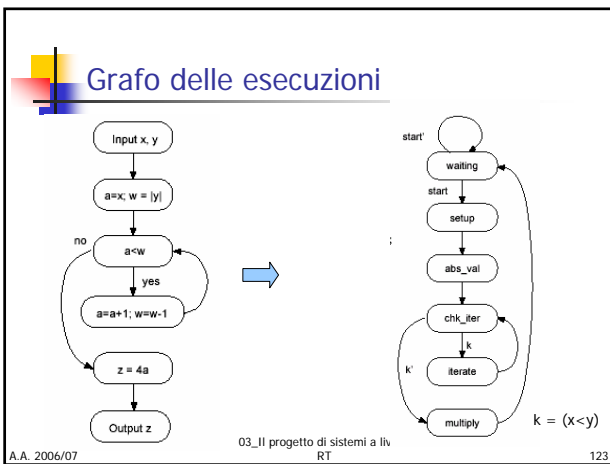 Grafo delle esecuzioni
Input x, y
a=x; w = |y|
no
a<w
yes
a=a+1; w=w-1
z = 4a
Output z
start'
waiting
start
setup
;
abs_val
chk_iter
k
k'
iterate
multiply
k = (x<y)
A.A. 2006/07
03_Il progetto di sistemi a liv
RT
123